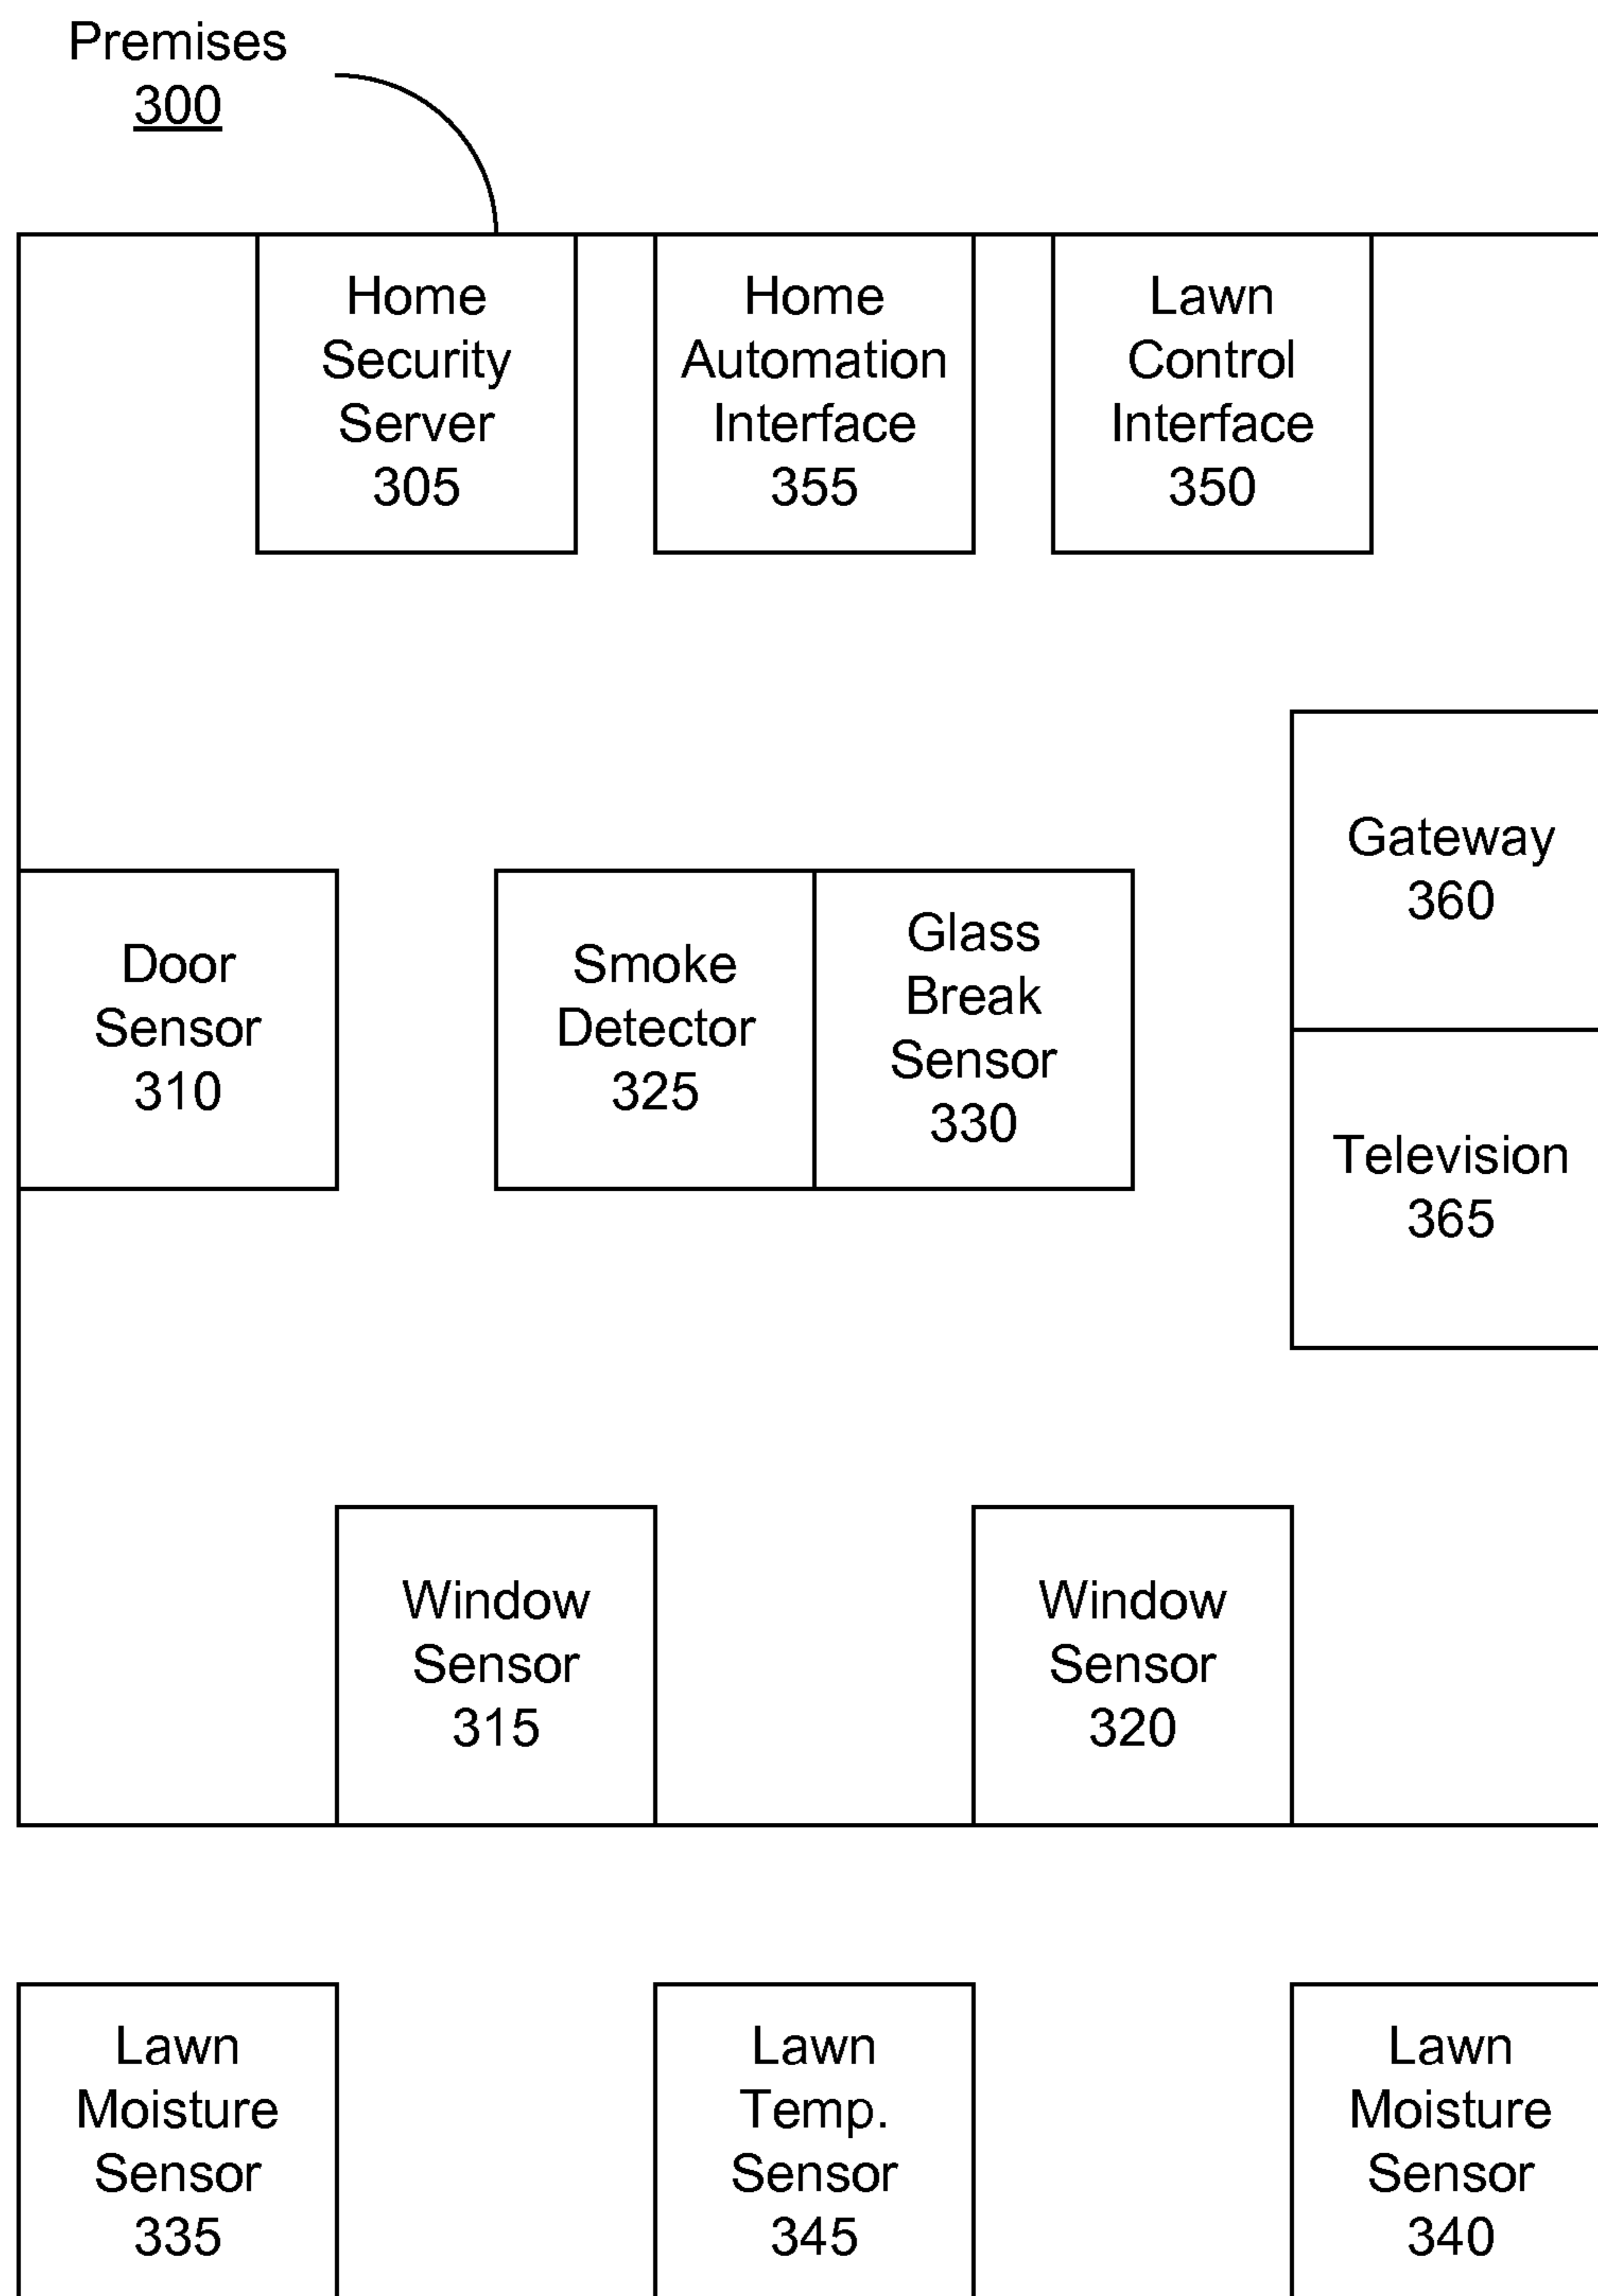 Premises
300
Home
Security
Server
305
Home
Automation
Interface
355
Lawn
Control
Interface
350
Gateway
360
Door
Sensor
310
Smoke
Detector
325
Glass
Break
Sensor
330
Television
365
Window
Sensor
315
Window
Sensor
320
Lawn
Moisture
Sensor
335
Lawn
Temp.
Sensor
345
Lawn
Moisture
Sensor
340